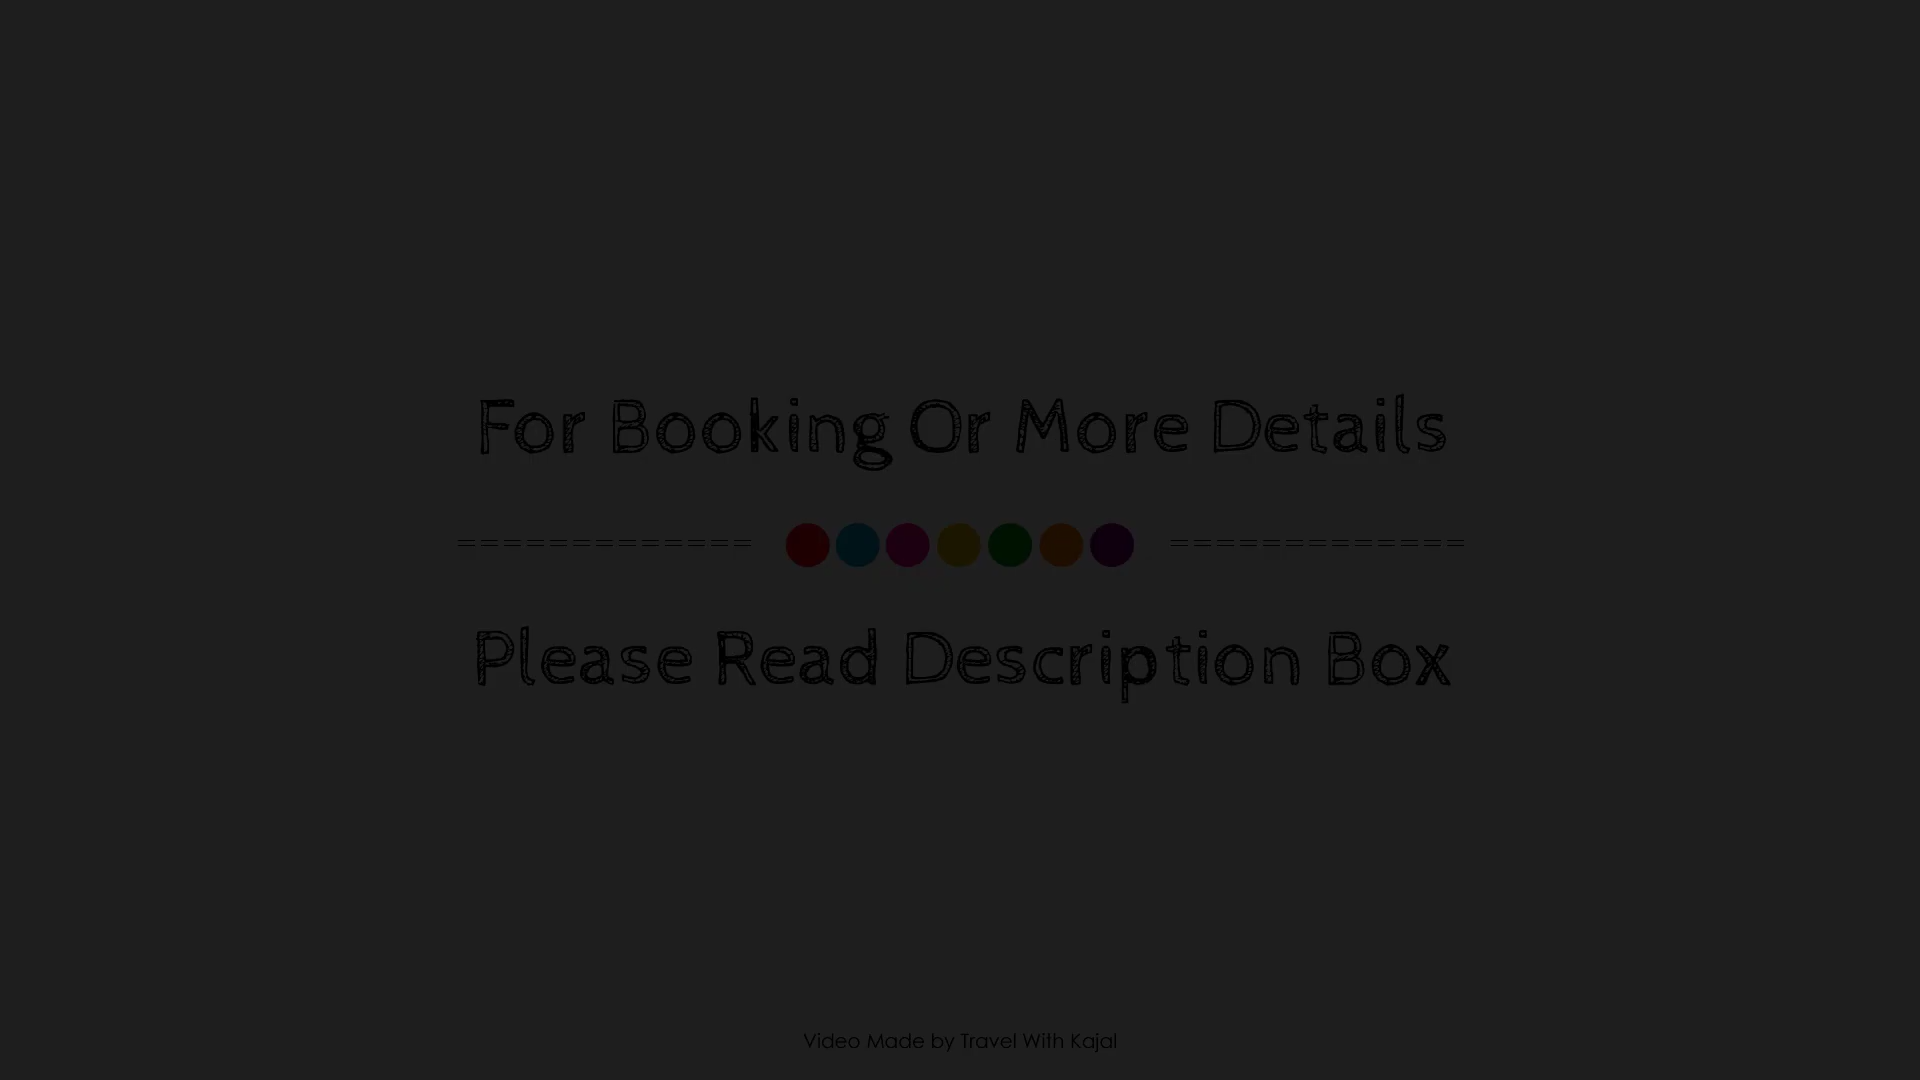 For Booking Or More Details
============= =============
Please Read Description Box
Video Made by Travel With Kajal